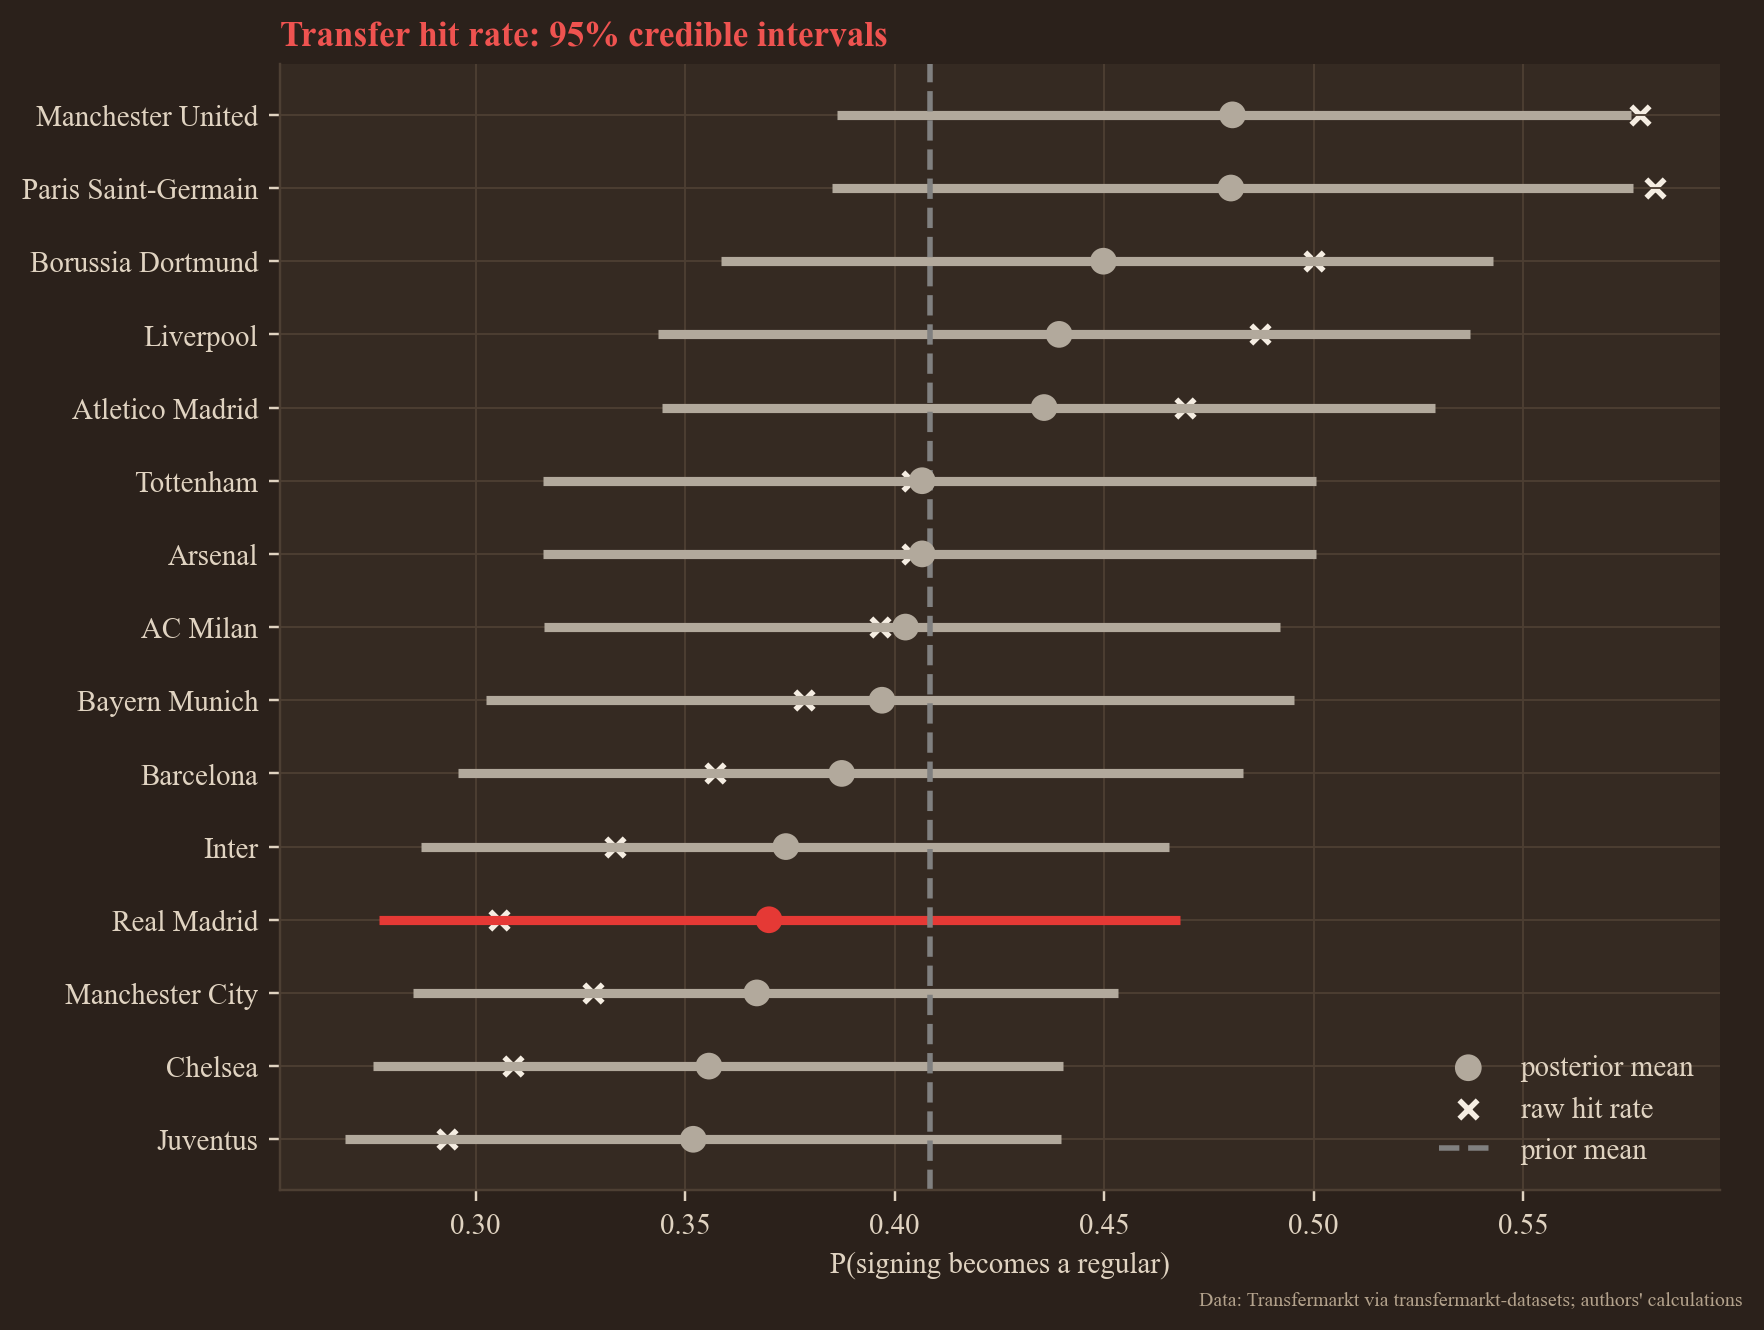 Transfer hit rate: 95% credible intervals
Manchester United
Paris Saint-Germain
Borussia Dortmund
Liverpool
Atletico Madrid
Tottenham
Arsenal
AC Milan
Bayern Munich
Barcelona
Inter
Real Madrid
Manchester City
Chelsea
Juventus
posterior mean
raw hit rate
prior mean
0.30 0.35 0.40 0.45 0.50 0.55
P(signing becomes a regular)
Data: Transfermarkt via transfermarkt-datasets; authors' calculations